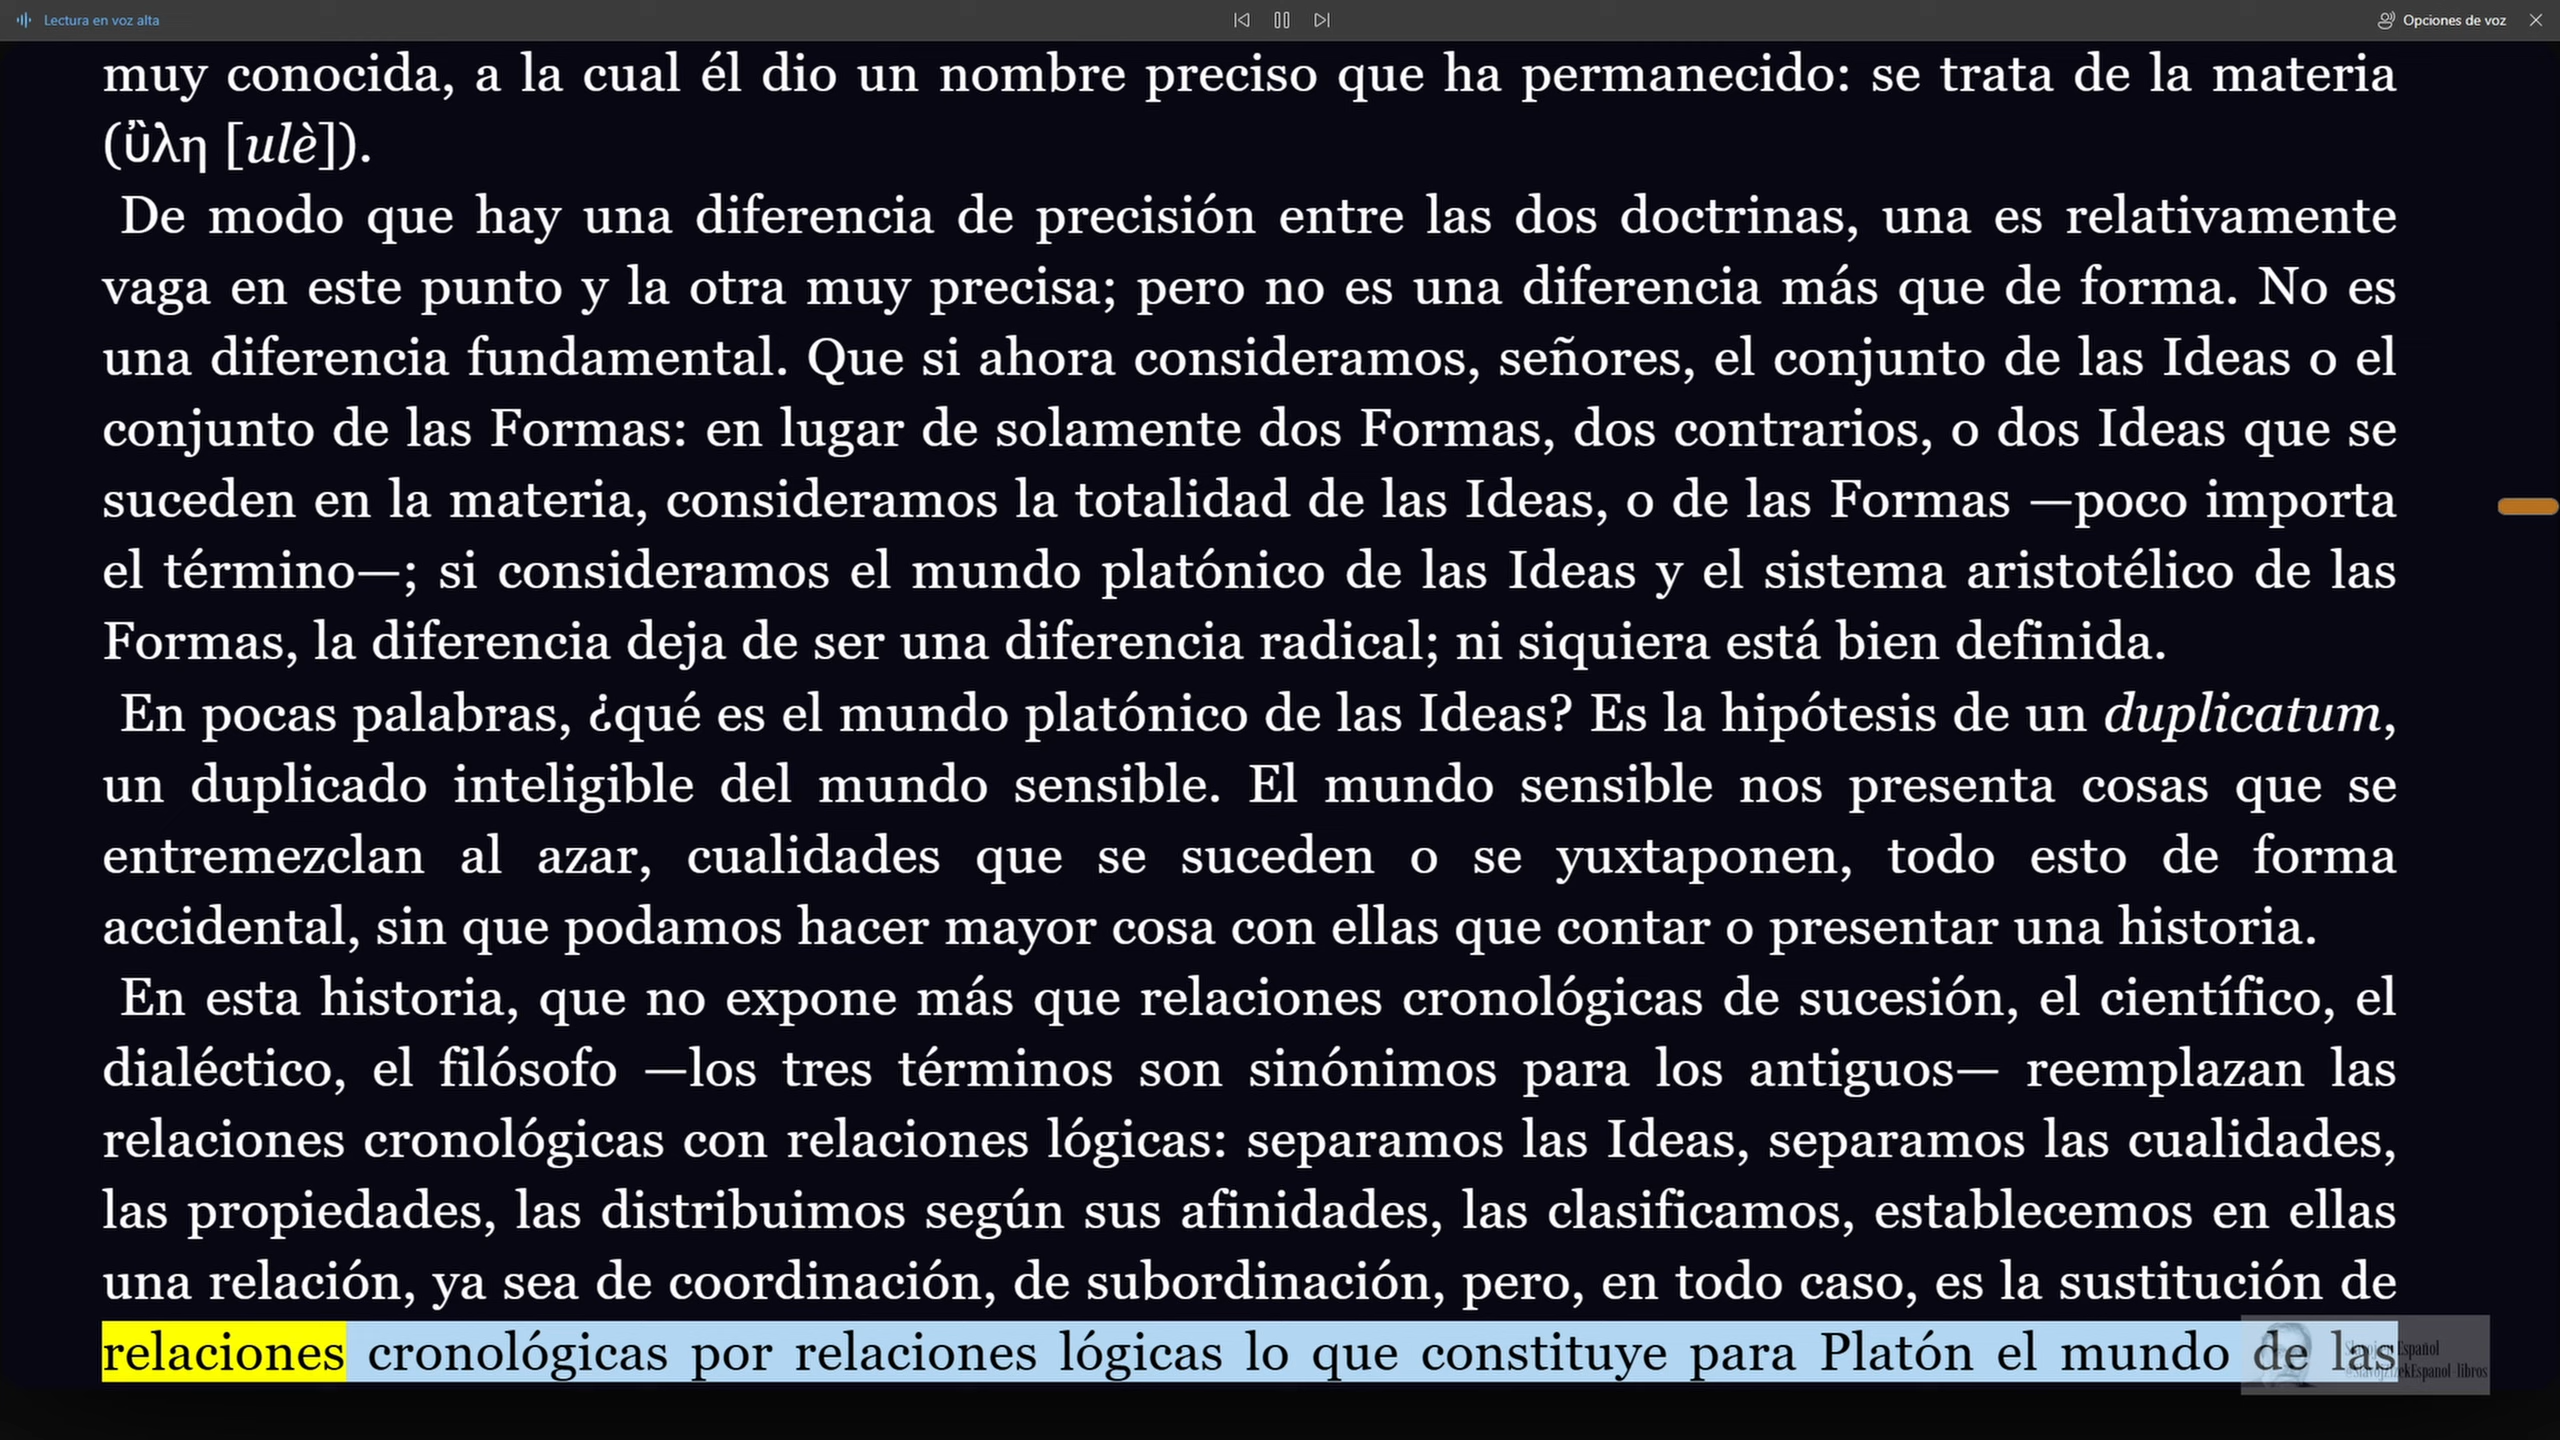 Lectura en voz alta
Opciones de voz
muy conocida, a la cual él dio un nombre preciso que ha permanecido: se trata de la materia
(ὓλη [ulè]).
De modo que hay una diferencia de precisión entre las dos doctrinas, una es relativamente
vaga en este punto y la otra muy precisa; pero no es una diferencia más que de forma. No es
una diferencia fundamental. Que si ahora consideramos, señores, el conjunto de las Ideas o el
conjunto de las Formas: en lugar de solamente dos Formas, dos contrarios, o dos Ideas que se
suceden en la materia, consideramos la totalidad de las Ideas, o de las Formas —poco importa
el término—; si consideramos el mundo platónico de las Ideas y el sistema aristotélico de las
Formas, la diferencia deja de ser una diferencia radical; ni siquiera está bien definida.
En pocas palabras, ¿qué es el mundo platónico de las Ideas? Es la hipótesis de un duplicatum,
un duplicado inteligible del mundo sensible. El mundo sensible nos presenta cosas que se
entremezclan al azar, cualidades que se suceden o se yuxtaponen, todo esto de forma
accidental, sin que podamos hacer mayor cosa con ellas que contar o presentar una historia.
En esta historia, que no expone más que relaciones cronológicas de sucesión, el científico, el
dialéctico, el filósofo —los tres términos son sinónimos para los antiguos— reemplazan las
relaciones cronológicas con relaciones lógicas: separamos las Ideas, separamos las cualidades,
las propiedades, las distribuimos según sus afinidades, las clasificamos, establecemos en ellas
una relación, ya sea de coordinación, de subordinación, pero, en todo caso, es la sustitución de
relaciones cronológicas por relaciones lógicas lo que constituye para Platón el mundo de las
Español